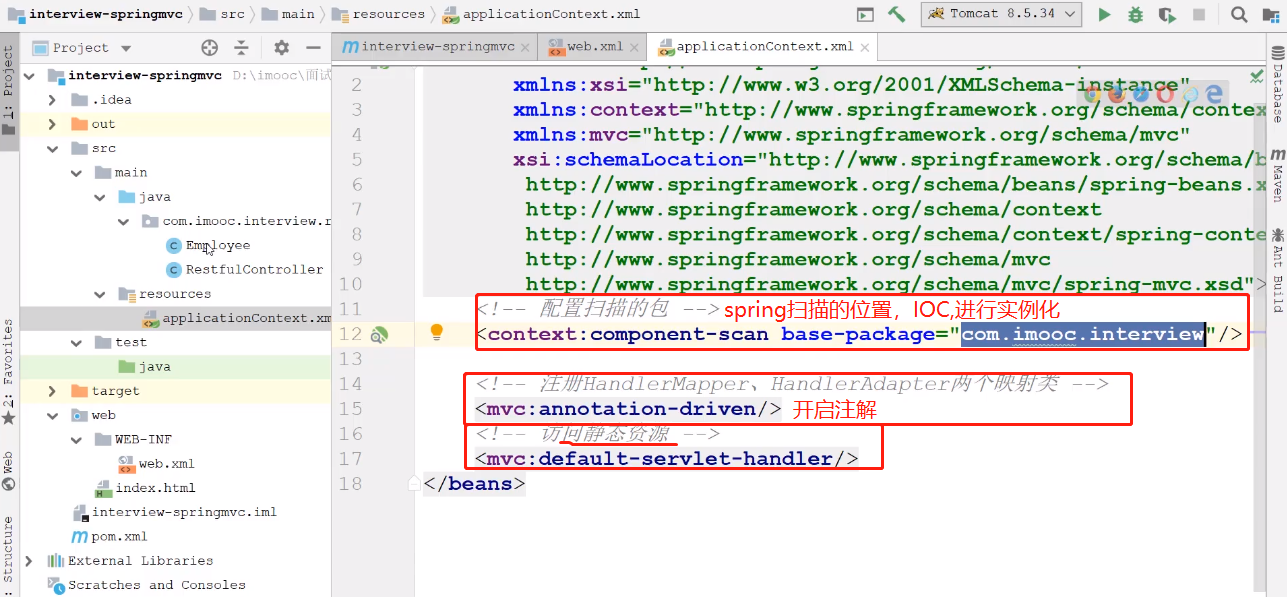 interview-springmvc src main resources applicationContext.xml Tomcat 8.5.34
1: Project
Project
interview-springmvc web.xml applicationContext.xml
interview-springmvc D:\imooc\面试
.idea
out
src
main
java
com.imooc.interview.r
Employee
RestfulController
resources
applicationContext.xm
test
java
target
web
WEB-INF
web.xml
index.html
interview-springmvc.iml
pom.xml
External Libraries
Scratches and Consoles
2: Favorites
Web
Structure
2 xmlns:xsi="http://www.w3.org/2001/XMLSchema-instance"
3 xmlns:context="http://www.springframework.org/schema/contex
4 xmlns:mvc="http://www.springframework.org/schema/mvc"
5 xsi:schemaLocation="http://www.springframework.org/schema/b
6 http://www.springframework.org/schema/beans/spring-beans.x
7 http://www.springframework.org/schema/context
8 http://www.springframework.org/schema/context/spring-conte
9 http://www.springframework.org/schema/mvc
10 http://www.springframework.org/schema/mvc/spring-mvc.xsd">
11 <!-- 配置扫描的包 --> spring扫描的位置，IOC,进行实例化
12 <context:component-scan base-package="com.imooc.interview"/>
13
14 <!-- 注册HandlerMapper、HandlerAdapter两个映射类 -->
15 <mvc:annotation-driven/> 开启注解
16 <!-- 访问静态资源 -->
17 <mvc:default-servlet-handler/>
18 </beans>
Database
Maven
Ant Build